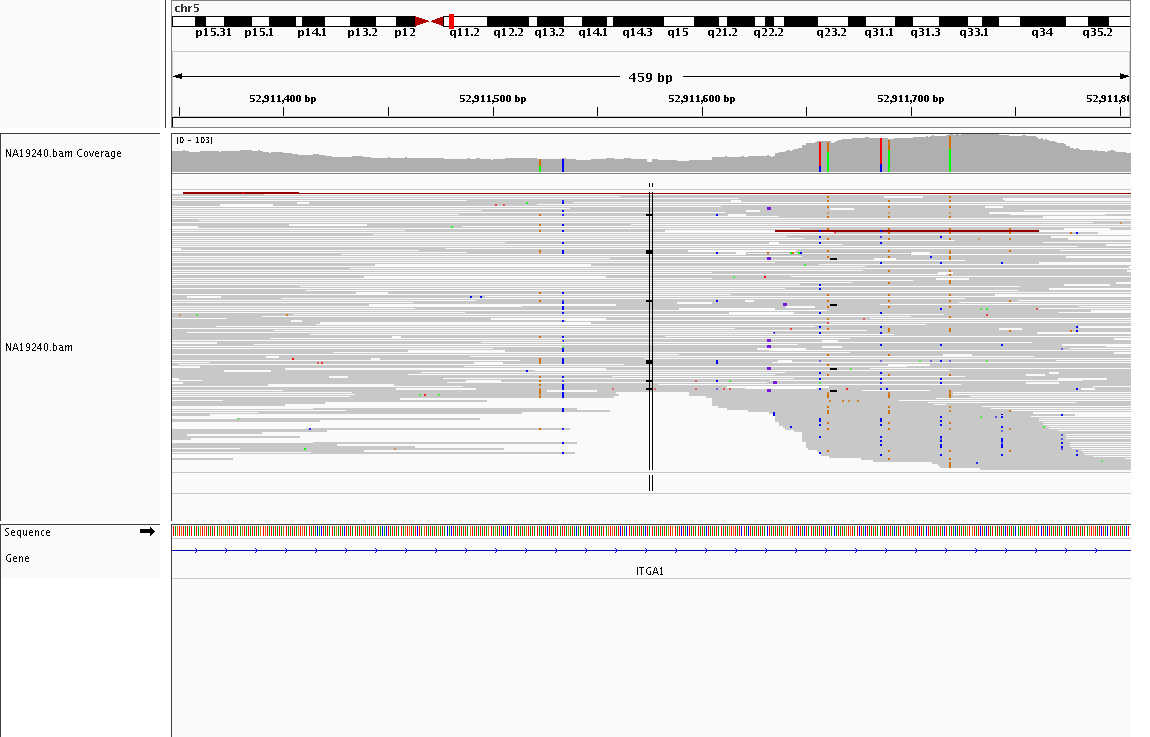 chr5
p15.31 p15.1 p14.1 p13.2 p12 q11.2 q12.2 q13.2 q14.1 q14.3 q15 q21.2 q22.2 q23.2 q31.1 q31.3 q33.1 q34 q35.2
459 bp
52,911,400 bp 52,911,500 bp 52,911,600 bp 52,911,700 bp 52,911,80
[0 - 103]
NA19240.bam Coverage
NA19240.bam
Sequence
Gene
ITGA1